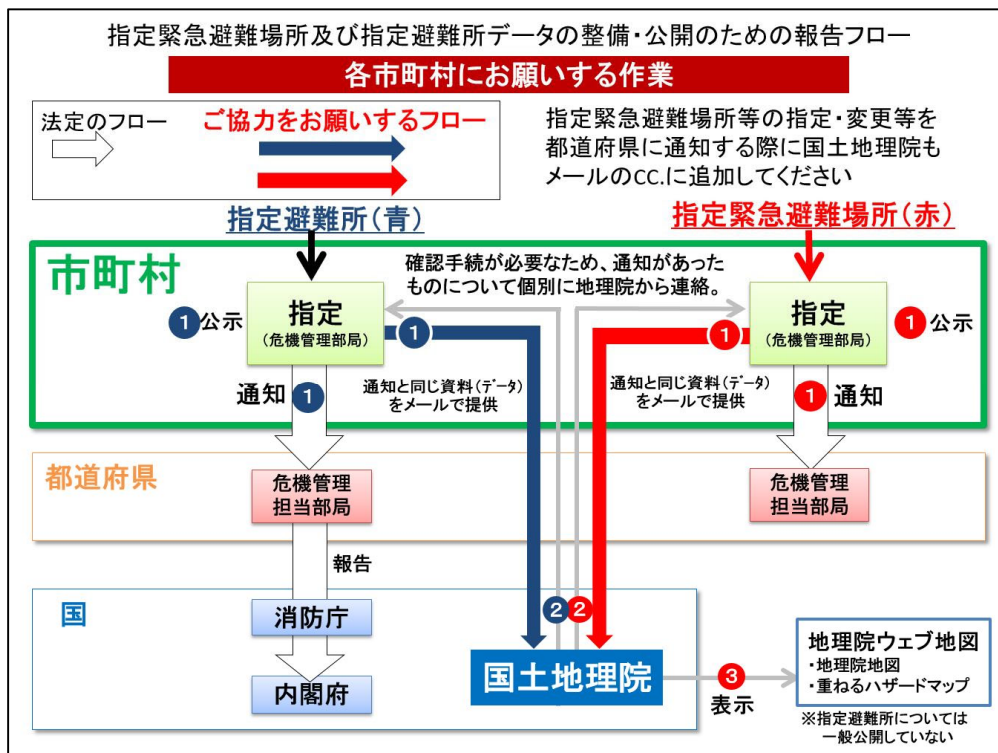 指定緊急避難場所及び指定避難所データの整備・公開のための報告フロー
各市町村にお願いする作業
法定のフロー
ご協力をお願いするフロー
指定緊急避難場所等の指定・変更等を
都道府県に通知する際に国土地理院も
メールのCC.に追加してください
指定避難所（青）
指定緊急避難場所（赤）
市町村
確認手続が必要なため、通知があった
ものについて個別に地理院から連絡。
1 公示
指定
（危機管理部局）
1
1
指定
（危機管理部局）
1 公示
通知 1
通知と同じ資料（ﾃﾞｰﾀ）
をメールで提供
通知と同じ資料（ﾃﾞｰﾀ）
をメールで提供
1 通知
都道府県
危機管理
担当部局
危機管理
担当部局
報告
国
消防庁
内閣府
2 2
国土地理院
3
表示
地理院ウェブ地図
・地理院地図
・重ねるハザードマップ
※指定避難所については
一般公開していない